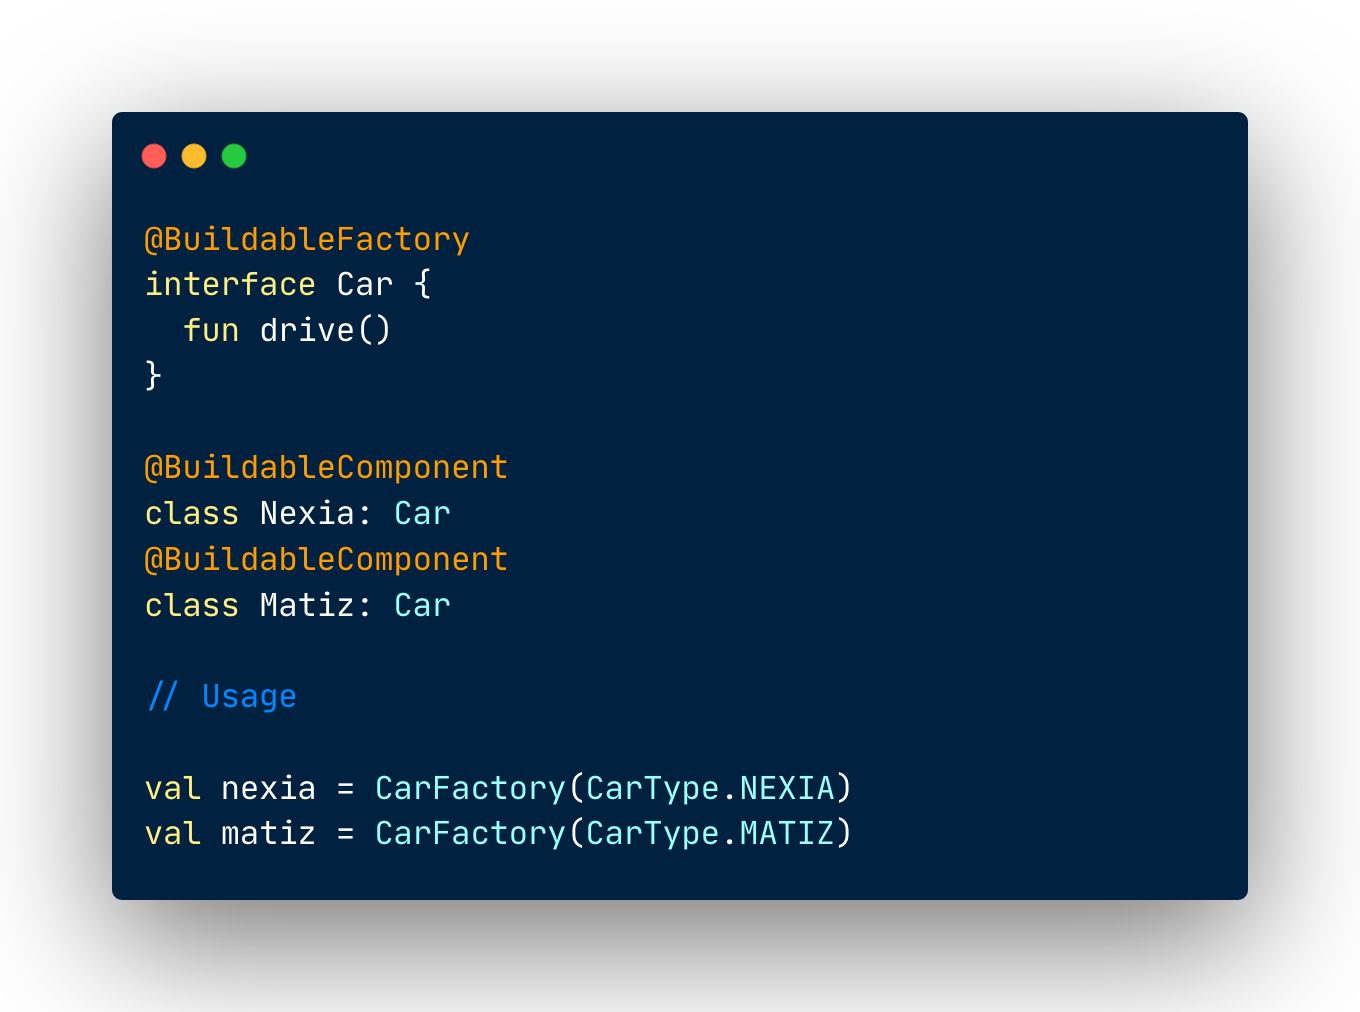 @BuildableFactory
interface Car {
  fun drive()
}
@BuildableComponent
class Nexia: Car
@BuildableComponent
class Matiz: Car
// Usage
val nexia = CarFactory(CarType.NEXIA)
val matiz = CarFactory(CarType.MATIZ)